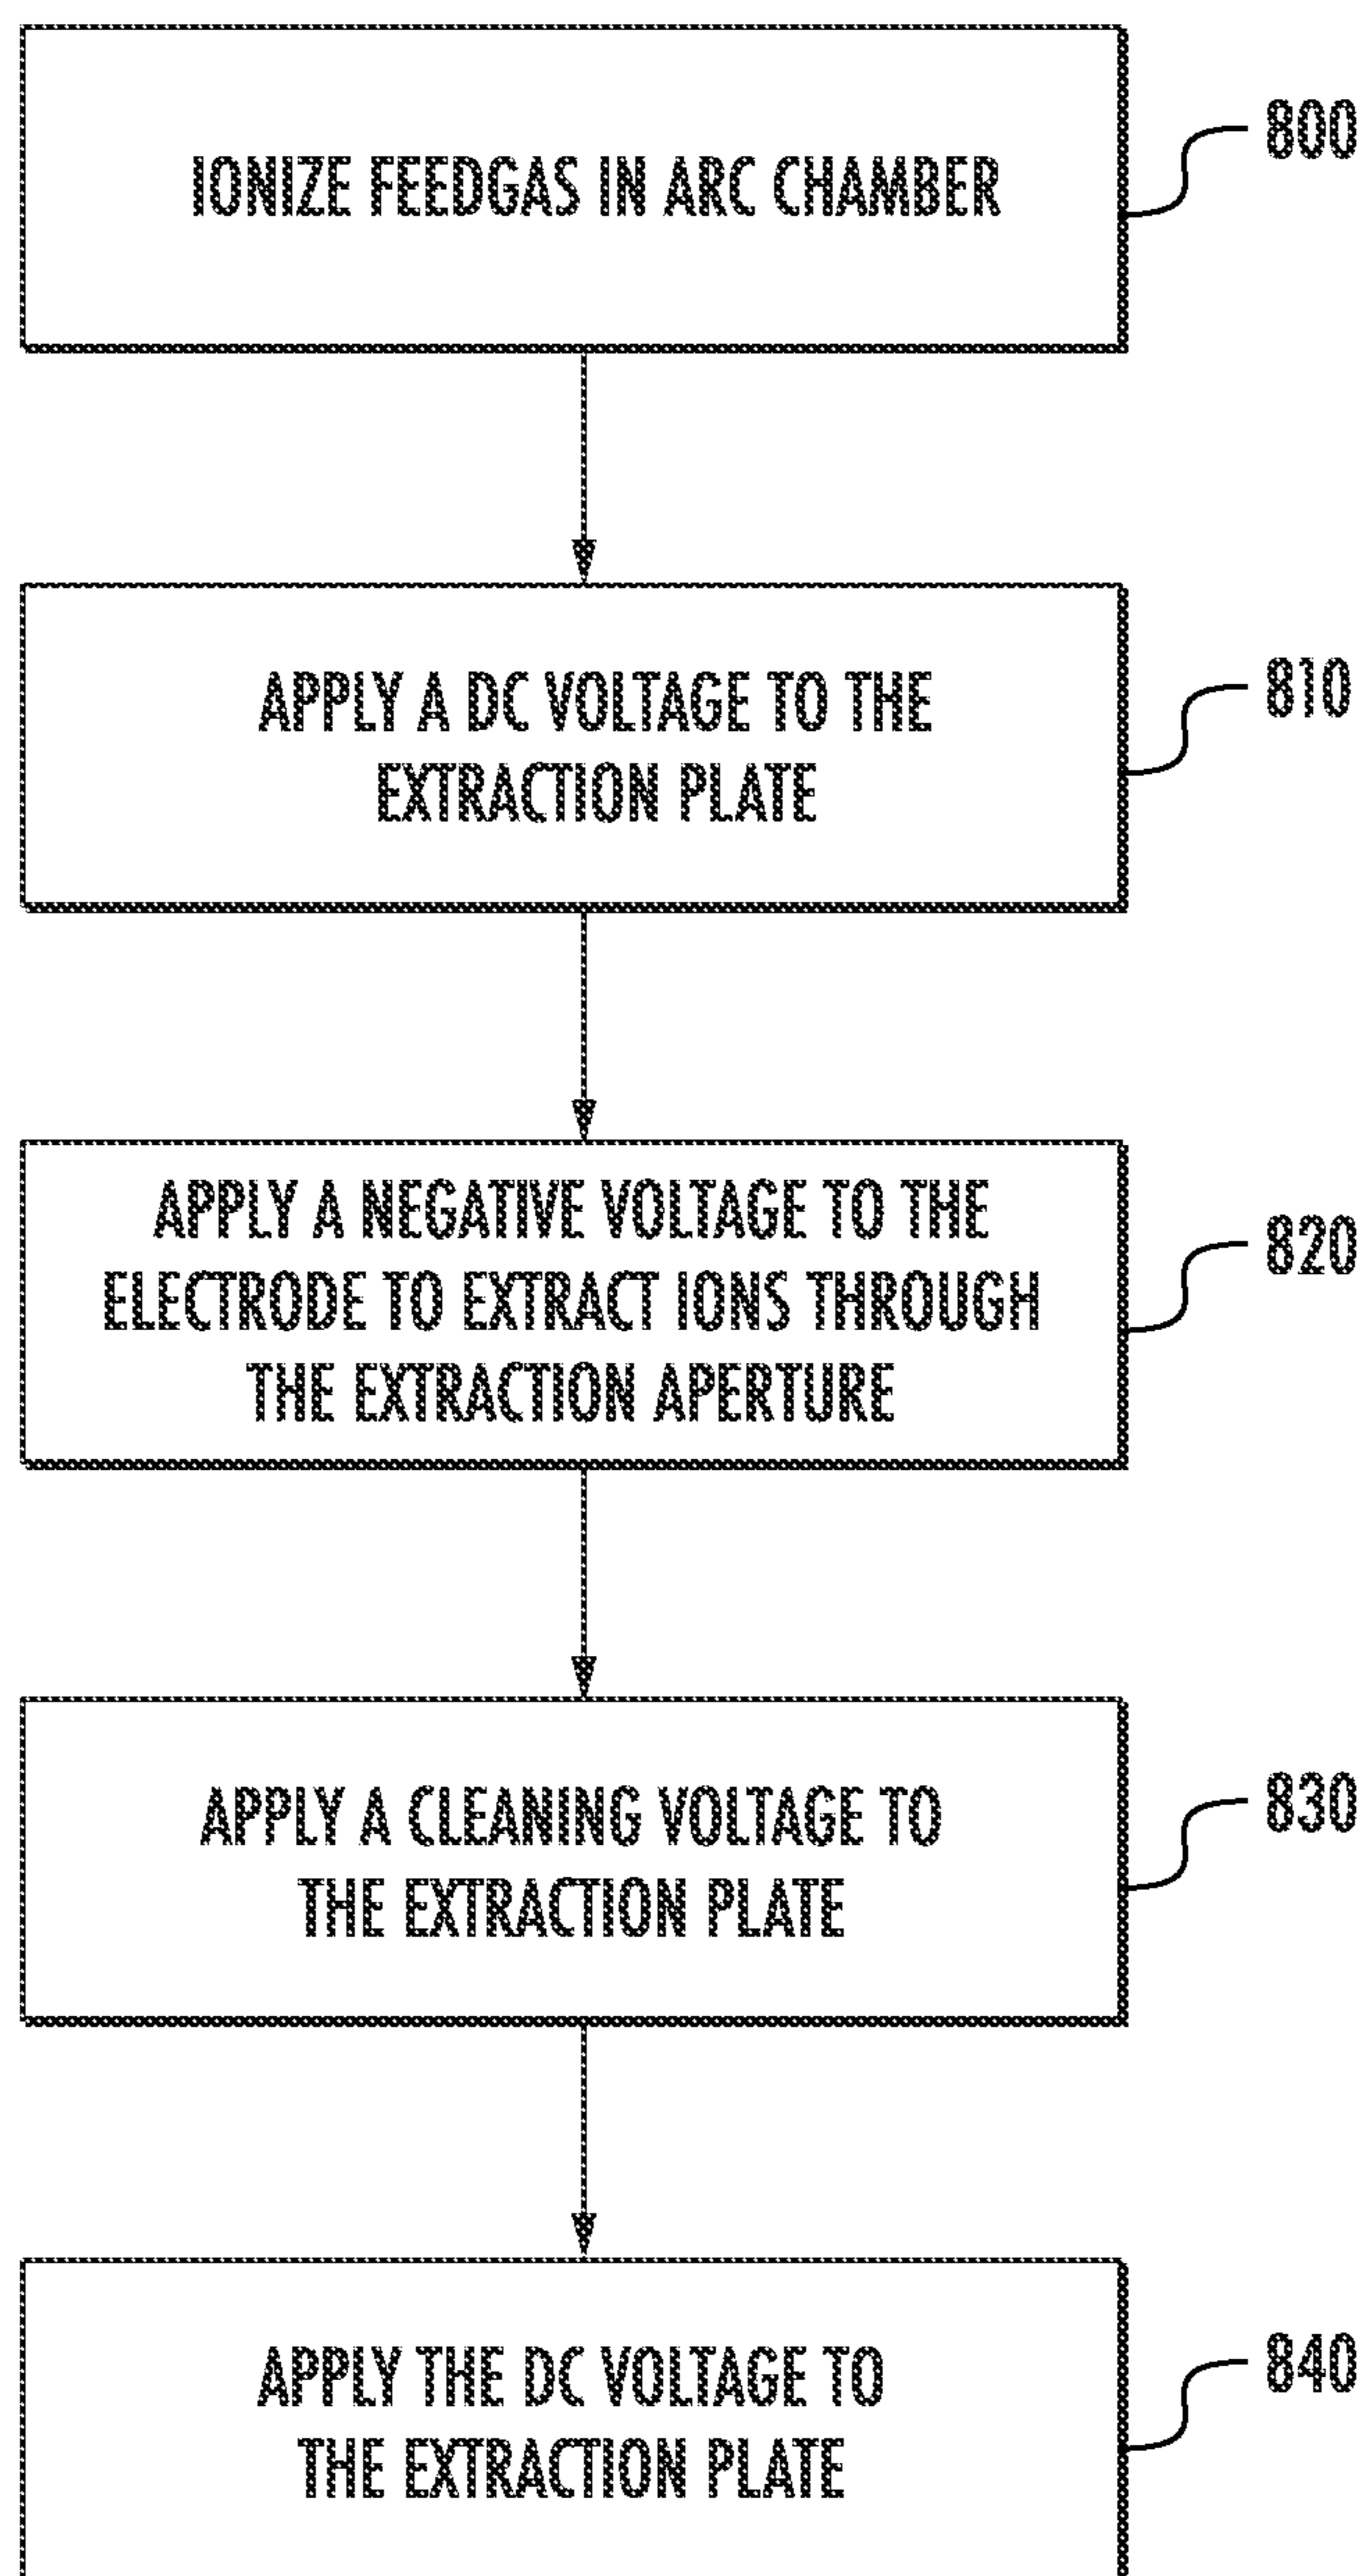 IONIZE FEEDGAS IN ARC CHAMBER
800
APPLY A DC VOLTAGE TO THE
EXTRACTION PLATE
810
APPLY A NEGATIVE VOLTAGE TO THE
ELECTRODE TO EXTRACT IONS THROUGH
THE EXTRACTION APERTURE
820
APPLY A CLEANING VOLTAGE TO
THE EXTRACTION PLATE
830
APPLY THE DC VOLTAGE TO
THE EXTRACTION PLATE
840